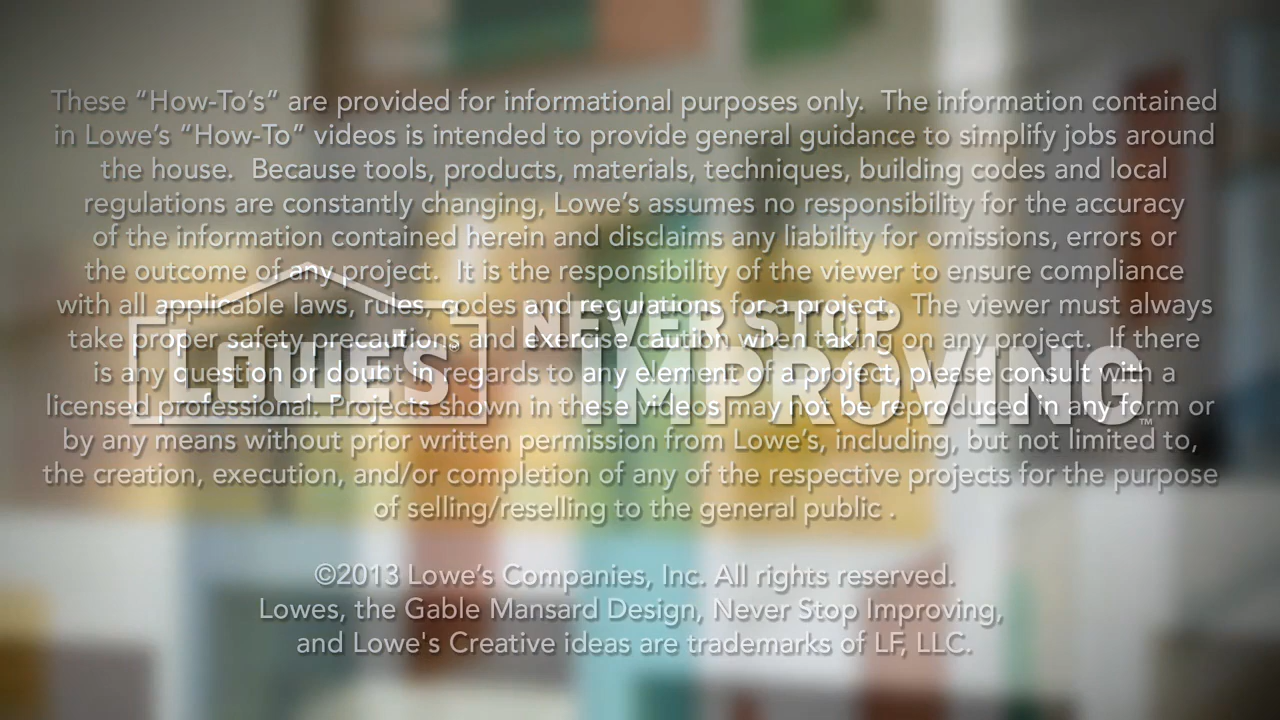 These “How-To’s” are provided for informational purposes only.  The information contained
in Lowe’s “How-To” videos is intended to provide general guidance to simplify jobs around
the house.  Because tools, products, materials, techniques, building codes and local
regulations are constantly changing, Lowe’s assumes no responsibility for the accuracy
of the information contained herein and disclaims any liability for omissions, errors or
the outcome of any project.  It is the responsibility of the viewer to ensure compliance
with all applicable laws, rules, codes and regulations for a project.  The viewer must always
take proper safety precautions and exercise caution when taking on any project.  If there
is any question or doubt in regards to any element of a project, please consult with a
licensed professional.  Projects shown in these videos may not be reproduced in any form or
by any means without prior written permission from Lowe’s, including, but not limited to,
the creation, execution, and/or completion of any of the respective projects for the purpose
of selling/reselling to the general public .
LOWE'S
NEVER STOP
IMPROVING™
©2013 Lowe’s Companies, Inc. All rights reserved.
Lowes, the Gable Mansard Design, Never Stop Improving,
and Lowe's Creative ideas are trademarks of LF, LLC.